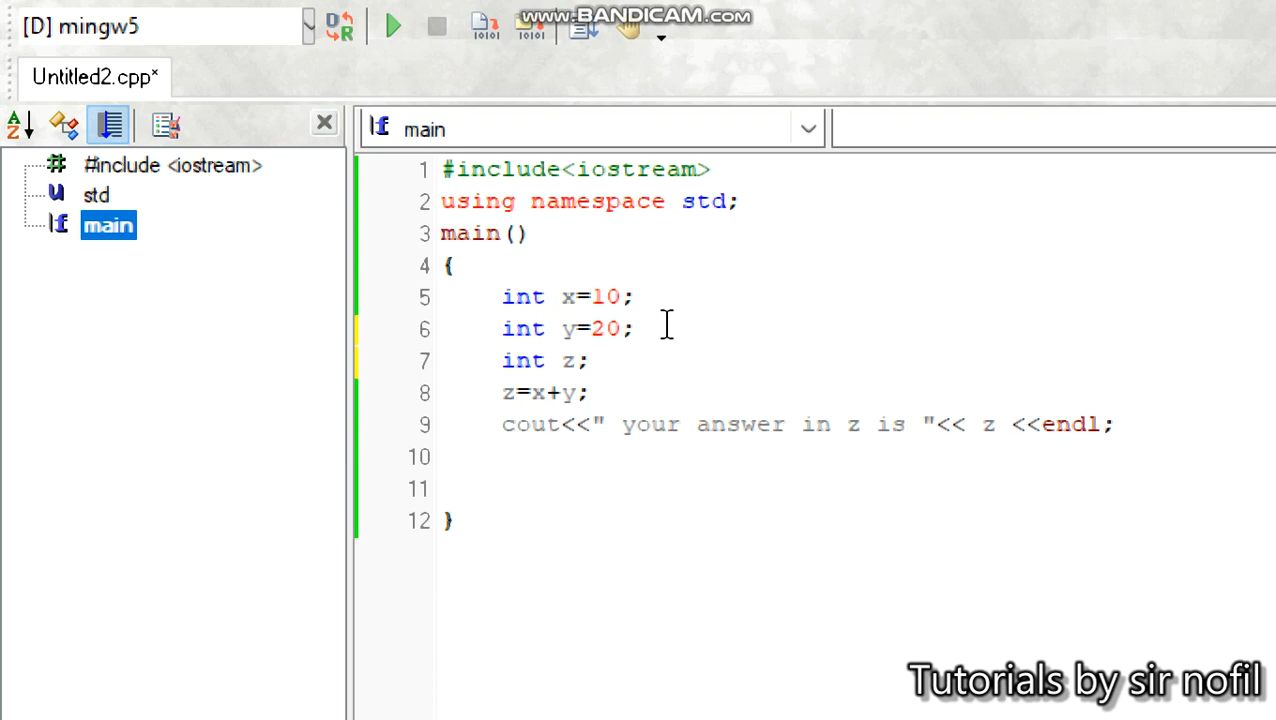 www.BANDICAM.com
[D] mingw5
Untitled2.cpp*
main
#include <iostream>
std
main
1 #include<iostream>
2 using namespace std;
3 main()
4 {
5 int x=10;
6 int y=20;
7 int z;
8 z=x+y;
9 cout<<" your answer in z is "<< z <<endl;
10
11
12 }
Tutorials by sir nofil